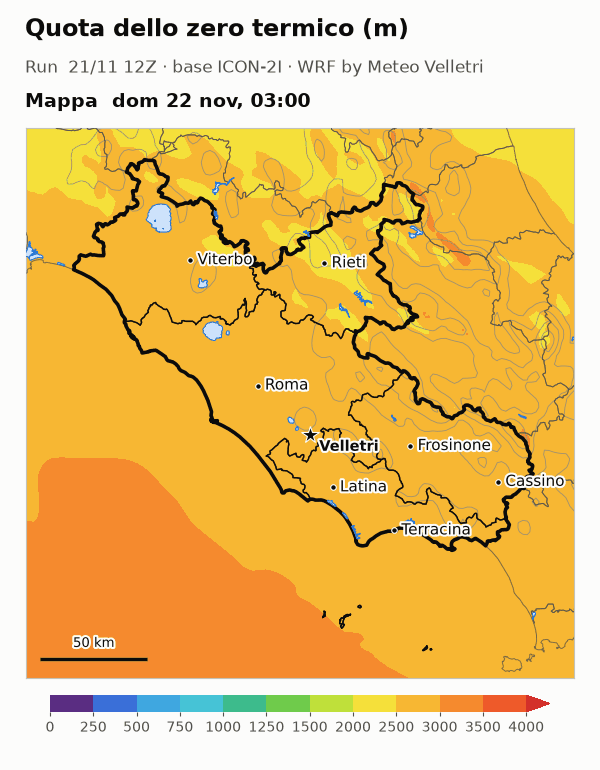 Quota dello zero termico (m)
Run  21/11 12Z · base ICON-2I · WRF by Meteo Velletri
Mappa  dom 22 nov, 03:00
Viterbo
Rieti
Roma
Velletri
Frosinone
Cassino
Latina
Terracina
50 km
0 250 500 750 1000 1250 1500 2000 2500 3000 3500 4000